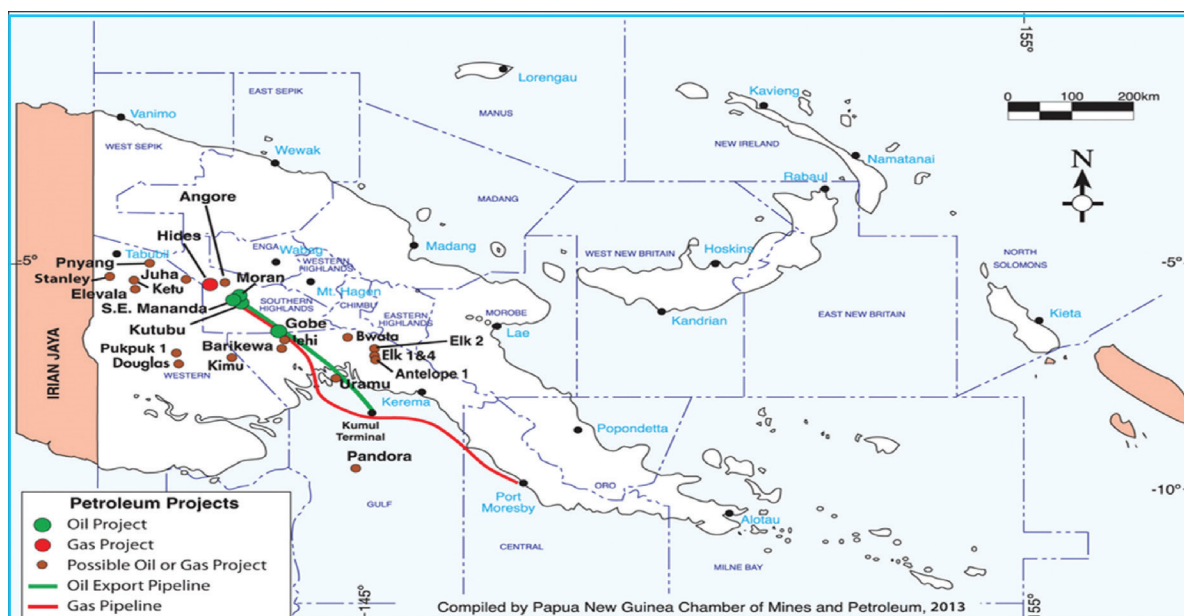 -155°
Lorengau
EAST SEPIK
Kavieng
0 100 200km
MANUS
Vanimo
WEST SEPIK
NEW IRELAND
Namatanai
N
Wewak
Rabaul
Angore
MADANG
Hides
ENGA
Wabag
Madang
WEST NEW BRITAIN
Hoskins
NORTH
SOLOMONS
-5°
Pnyang
Tabubil
WESTERN
HIGHLANDS
-5°
Stanley
Juha
Ketu
Moran
Mt. Hagen
Elevala
S.E. Mananda
SOUTHERN
HIGHLANDS
CHIMBU
EASTERN
HIGHLANDS
MOROBE
Kandrian
EAST NEW BRITAIN
Kieta
Kutubu
Gobe
Lae
IRIAN JAYA
Pukpuk 1
Barikewa
Iehi
Bwata
Elk 2
Douglas
Kimu
Elk 1&4
WESTERN
Antelope 1
Uramu
Kerema
Kumul
Terminal
Popondetta
Pandora
ORO
-10°
Port
Moresby
GULF
Alotau
CENTRAL
MILNE BAY
Petroleum Projects
Oil Project
Gas Project
Possible Oil or Gas Project
Oil Export Pipeline
Gas Pipeline
-145°
-155°
Compiled by Papua New Guinea Chamber of Mines and Petroleum, 2013